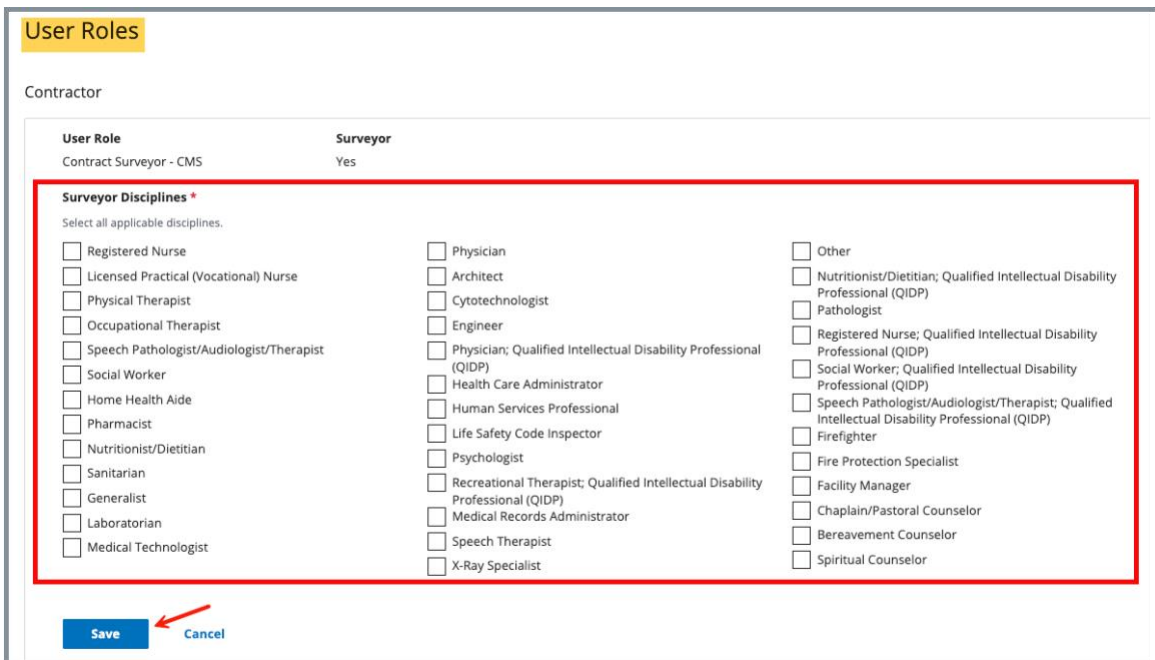 User Roles
Contractor
User Role
Surveyor
Contract Surveyor - CMS
Yes
Surveyor Disciplines *
Select all applicable disciplines.
Registered Nurse
Licensed Practical (Vocational) Nurse
Physical Therapist
Occupational Therapist
Speech Pathologist/Audiologist/Therapist
Social Worker
Home Health Aide
Pharmacist
Nutritionist/Dietitian
Sanitarian
Generalist
Laboratorian
Medical Technologist
Physician
Architect
Cytotechnologist
Engineer
Physician; Qualified Intellectual Disability Professional
(QIDP)
Health Care Administrator
Human Services Professional
Life Safety Code Inspector
Psychologist
Recreational Therapist; Qualified Intellectual Disability
Professional (QIDP)
Medical Records Administrator
Speech Therapist
X-Ray Specialist
Other
Nutritionist/Dietitian; Qualified Intellectual Disability
Professional (QIDP)
Pathologist
Registered Nurse; Qualified Intellectual Disability
Professional (QIDP)
Social Worker; Qualified Intellectual Disability
Professional (QIDP)
Speech Pathologist/Audiologist/Therapist; Qualified
Intellectual Disability Professional (QIDP)
Firefighter
Fire Protection Specialist
Facility Manager
Chaplain/Pastoral Counselor
Bereavement Counselor
Spiritual Counselor
Save
Cancel